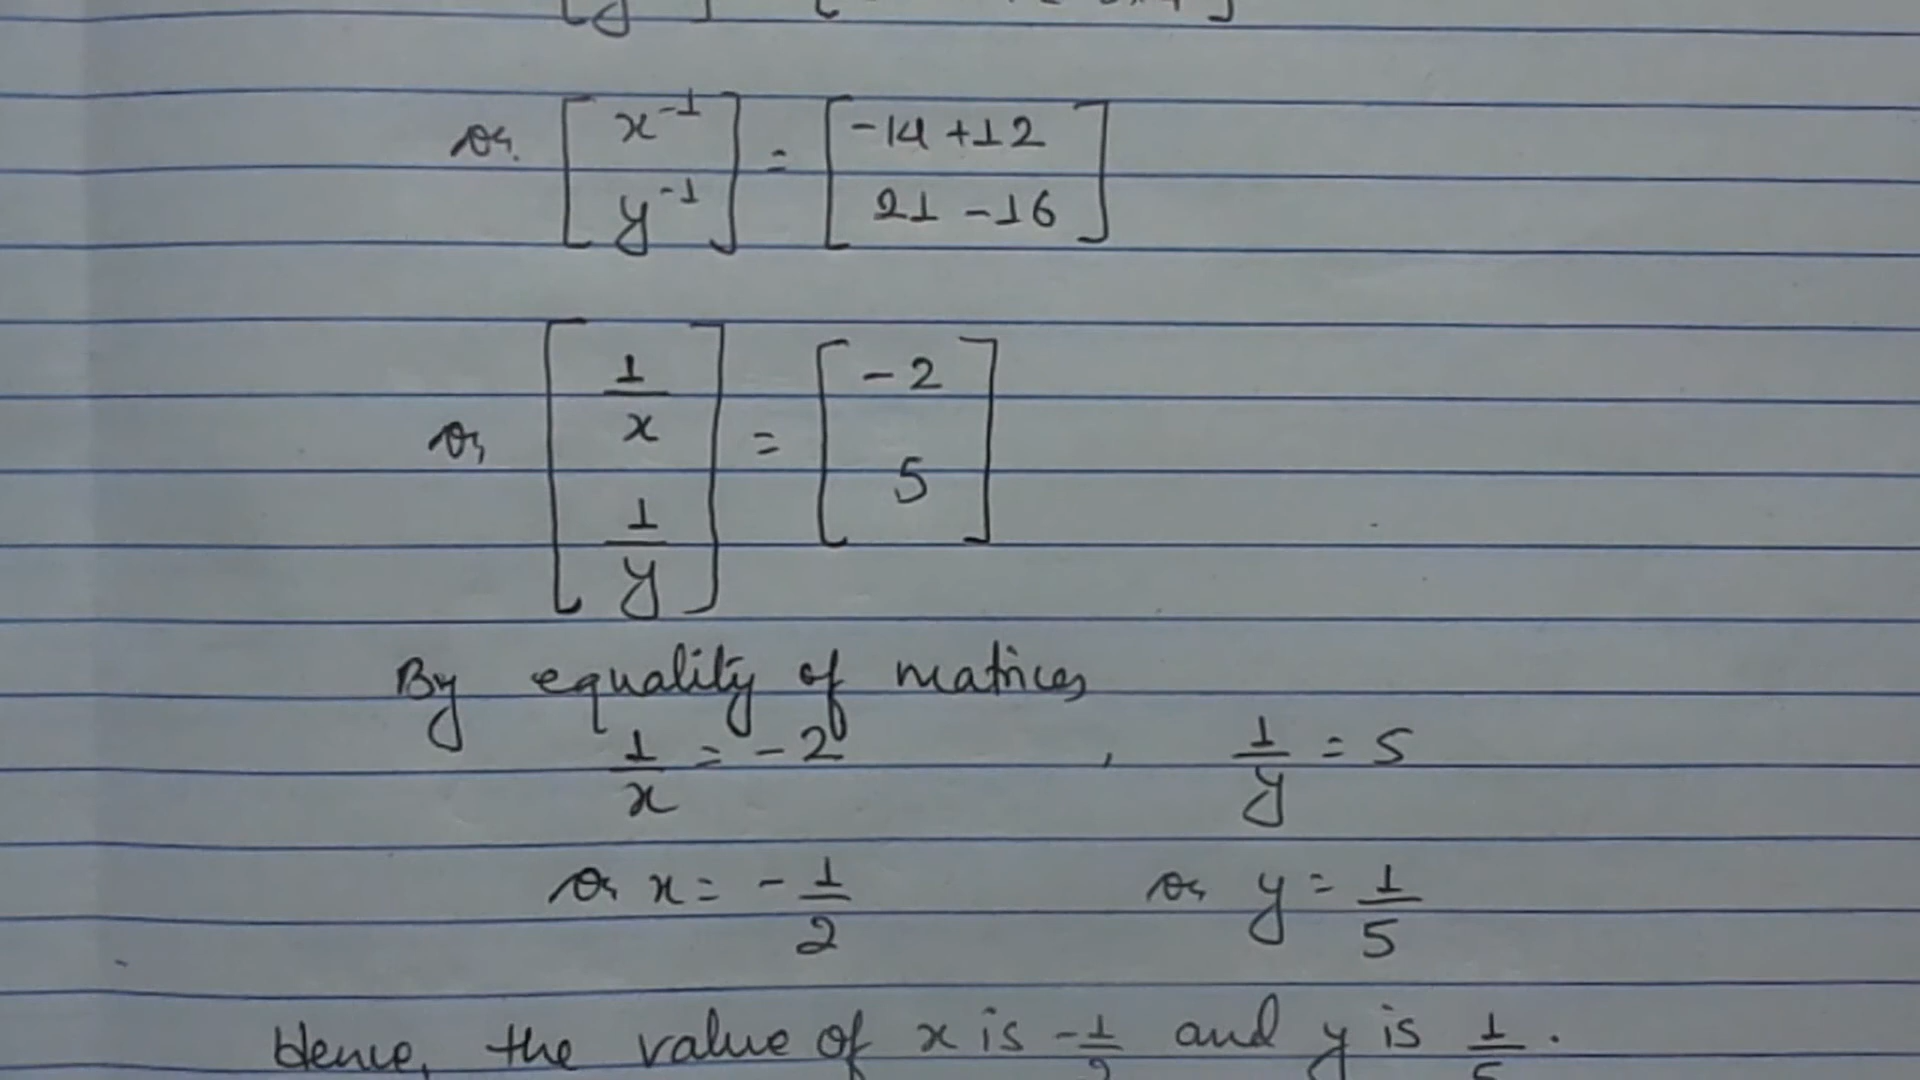 or [x⁻¹ y⁻¹] = [-14 +12 21 -16]
or [1/x 1/y] = [-2 5]
By equality of matrices
1/x = -2 , 1/y = 5
or x = -1/2 or y = 1/5
Hence, the value of x is -1/2 and y is 1/5.